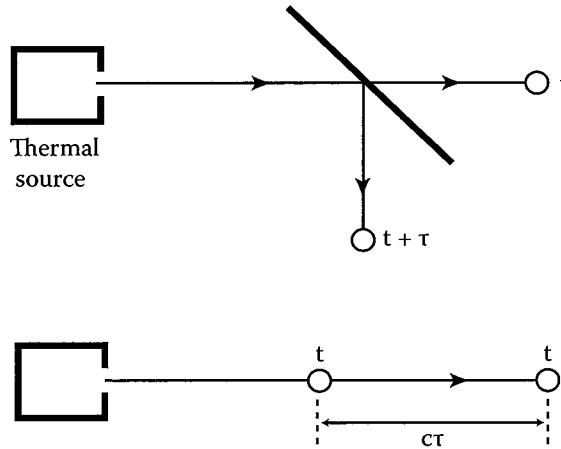 Thermal
source
t + τ
t
t
cτ